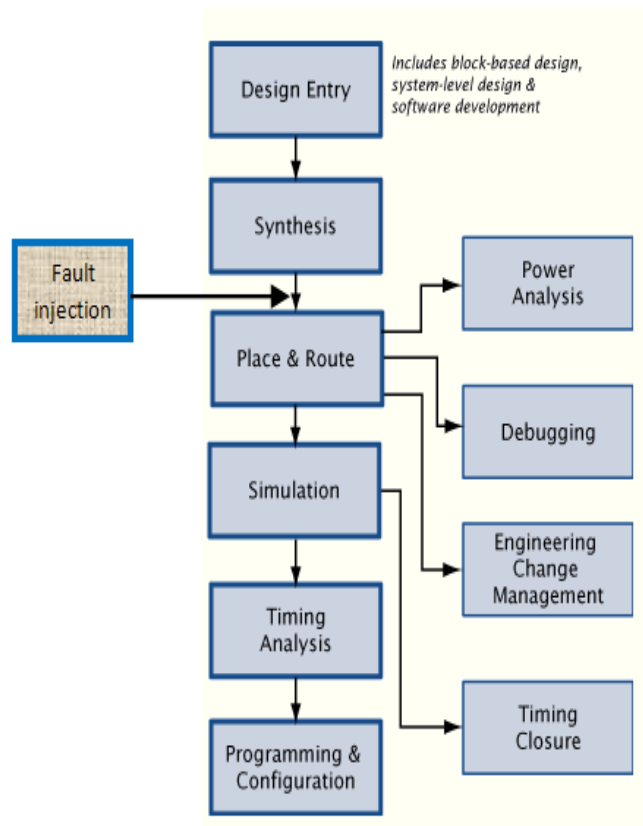 Design Entry
Includes block-based design,
system-level design &
software development
Synthesis
Fault
injection
Power
Analysis
Place & Route
Debugging
Simulation
Engineering
Change
Management
Timing
Analysis
Timing
Closure
Programming &
Configuration